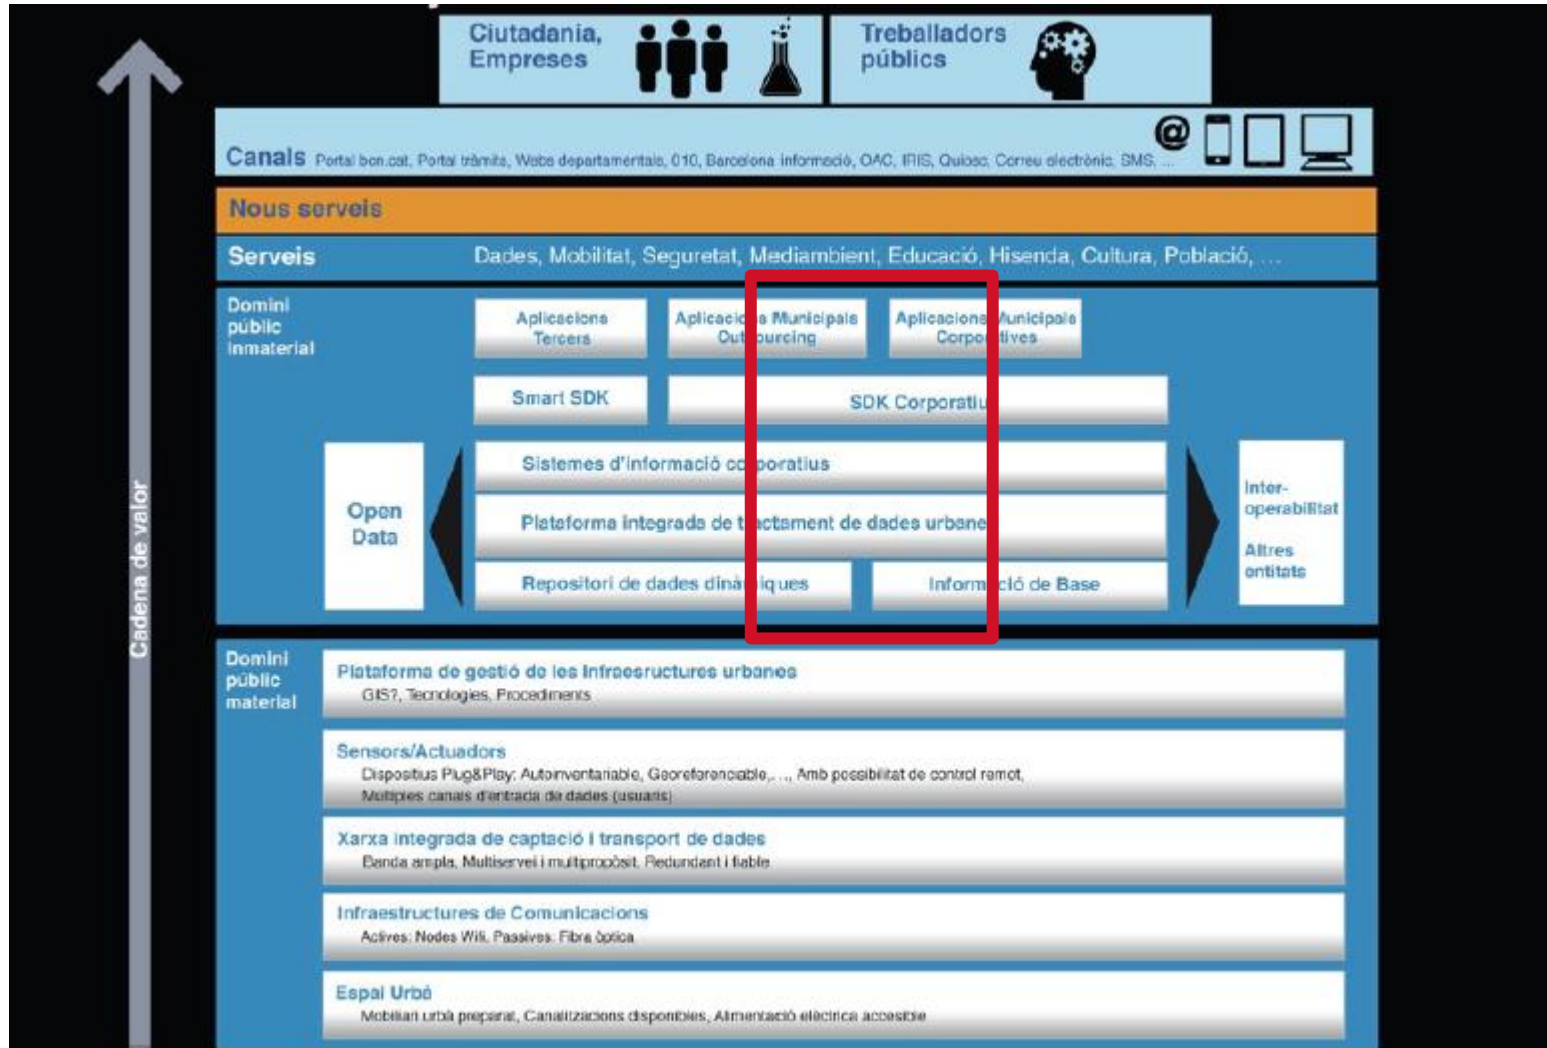 Ciutadania,
Empreses
Treballadors
públics
Canals Portal bcn.cat, Portal tràmits, Webs departamentals, 010, Barcelona informació, OAC, IRIS, Quiosc, Correu electrònic, SMS, ...
@
Nous serveis
Serveis Dades, Mobilitat, Seguretat, Mediambient, Educació, Hisenda, Cultura, Població, ...
Domini
públic
inmaterial
Aplicacions
Tercers
Aplicacions Municipals
Outsourcing
Aplicacions Municipals
Corporatives
Smart SDK
SDK Corporatiu
Open
Data
Sistemes d'informació corporatius
Plataforma integrada de tractament de dades urbanes
Repositori de dades dinàmiques
Informació de Base
Inter-
operabilitat
Altres
entitats
Cadena de valor
Domini
públic
material
Plataforma de gestió de les Infraesructures urbanes
GIS?, Tecnologies, Procediments
Sensors/Actuadors
Dispositius Plug&Play: Autoinventariable, Georeferenciable,..., Amb possibilitat de control remot,
Múltiples canals d'entrada de dades (usuaris)
Xarxa integrada de captació i transport de dades
Banda ampla, Multiservei i multipropòsit, Redundant i fiable
Infraestructures de Comunicacions
Actives: Nodes Wifi, Passives: Fibra òptica
Espai Urbà
Mobiliari urbà preparat, Canalitzacions disponibles, Alimentació elèctrica accesible